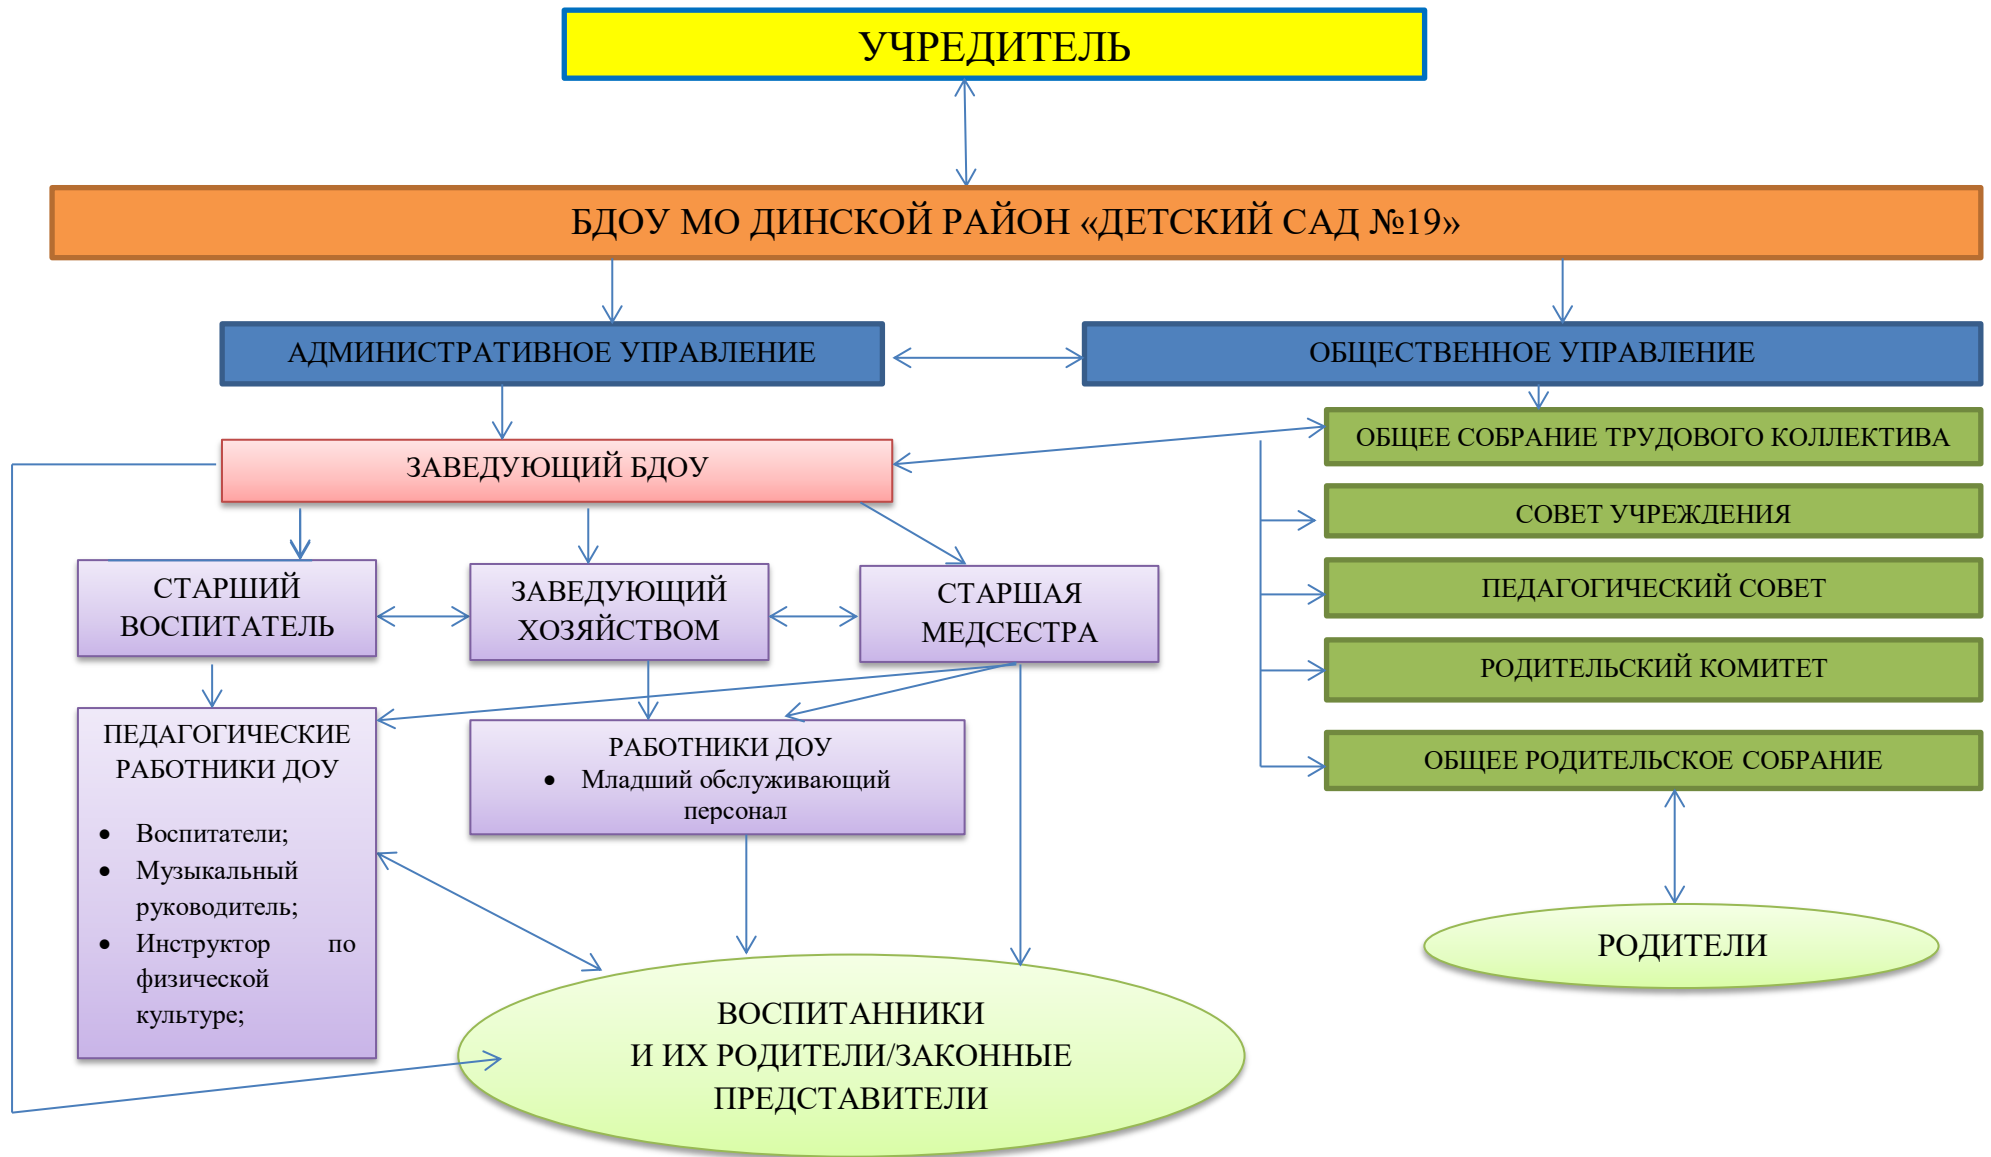 УЧРЕДИТЕЛЬ
БДОУ МО ДИНСКОЙ РАЙОН «ДЕТСКИЙ САД №19»
АДМИНИСТРАТИВНОЕ УПРАВЛЕНИЕ
ОБЩЕСТВЕННОЕ УПРАВЛЕНИЕ
ЗАВЕДУЮЩИЙ БДОУ
ОБЩЕЕ СОБРАНИЕ ТРУДОВОГО КОЛЛЕКТИВА
СОВЕТ УЧРЕЖДЕНИЯ
ПЕДАГОГИЧЕСКИЙ СОВЕТ
РОДИТЕЛЬСКИЙ КОМИТЕТ
ОБЩЕЕ РОДИТЕЛЬСКОЕ СОБРАНИЕ
РОДИТЕЛИ
СТАРШИЙ
ВОСПИТАТЕЛЬ
ЗАВЕДУЮЩИЙ
ХОЗЯЙСТВОМ
СТАРШАЯ
МЕДСЕСТРА
ПЕДАГОГИЧЕСКИЕ
РАБОТНИКИ ДОУ
• Воспитатели;
• Музыкальный
руководитель;
• Инструктор по
физической
культуре;
РАБОТНИКИ ДОУ
• Младший обслуживающий
персонал
ВОСПИТАННИКИ
И ИХ РОДИТЕЛИ/ЗАКОННЫЕ
ПРЕДСТАВИТЕЛИ